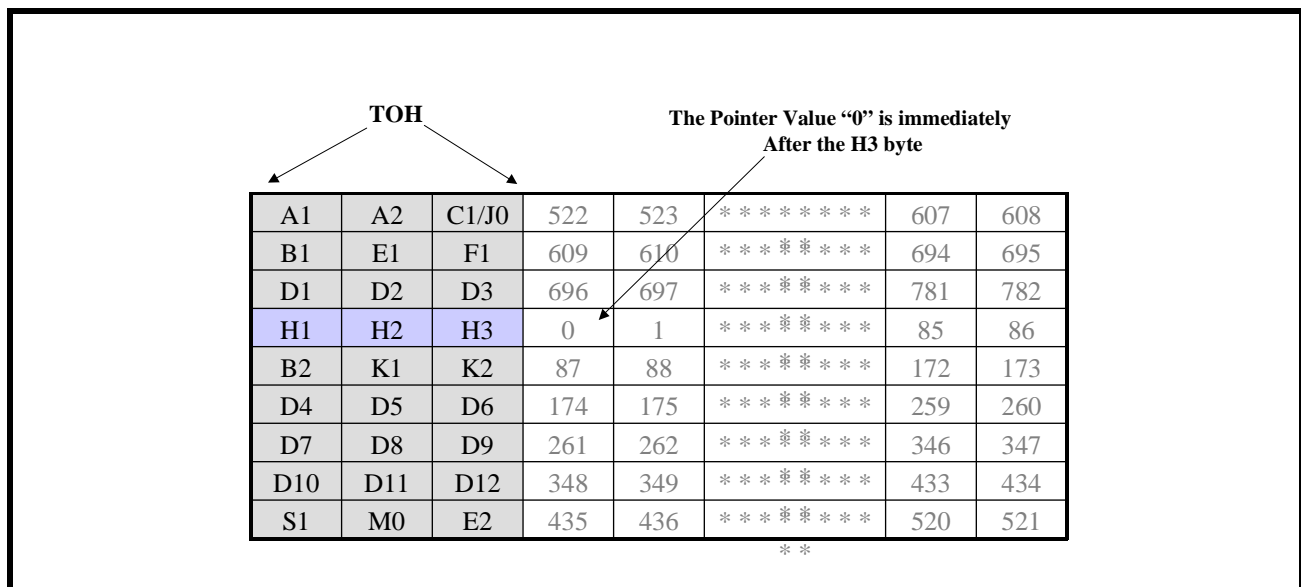 TOH
The Pointer Value “0” is immediately
After the H3 byte
A1 A2 C1/J0 522 523 * * * * * * * * 607 608
B1 E1 F1 609 610 * * * * * * * * 694 695
D1 D2 D3 696 697 * * * * * * * * 781 782
H1 H2 H3 0 1 * * * * * * * * 85 86
B2 K1 K2 87 88 * * * * * * * * 172 173
D4 D5 D6 174 175 * * * * * * * * 259 260
D7 D8 D9 261 262 * * * * * * * * 346 347
D10 D11 D12 348 349 * * * * * * * * 433 434
S1 M0 E2 435 436 * * * * * * * * 520 521
* *